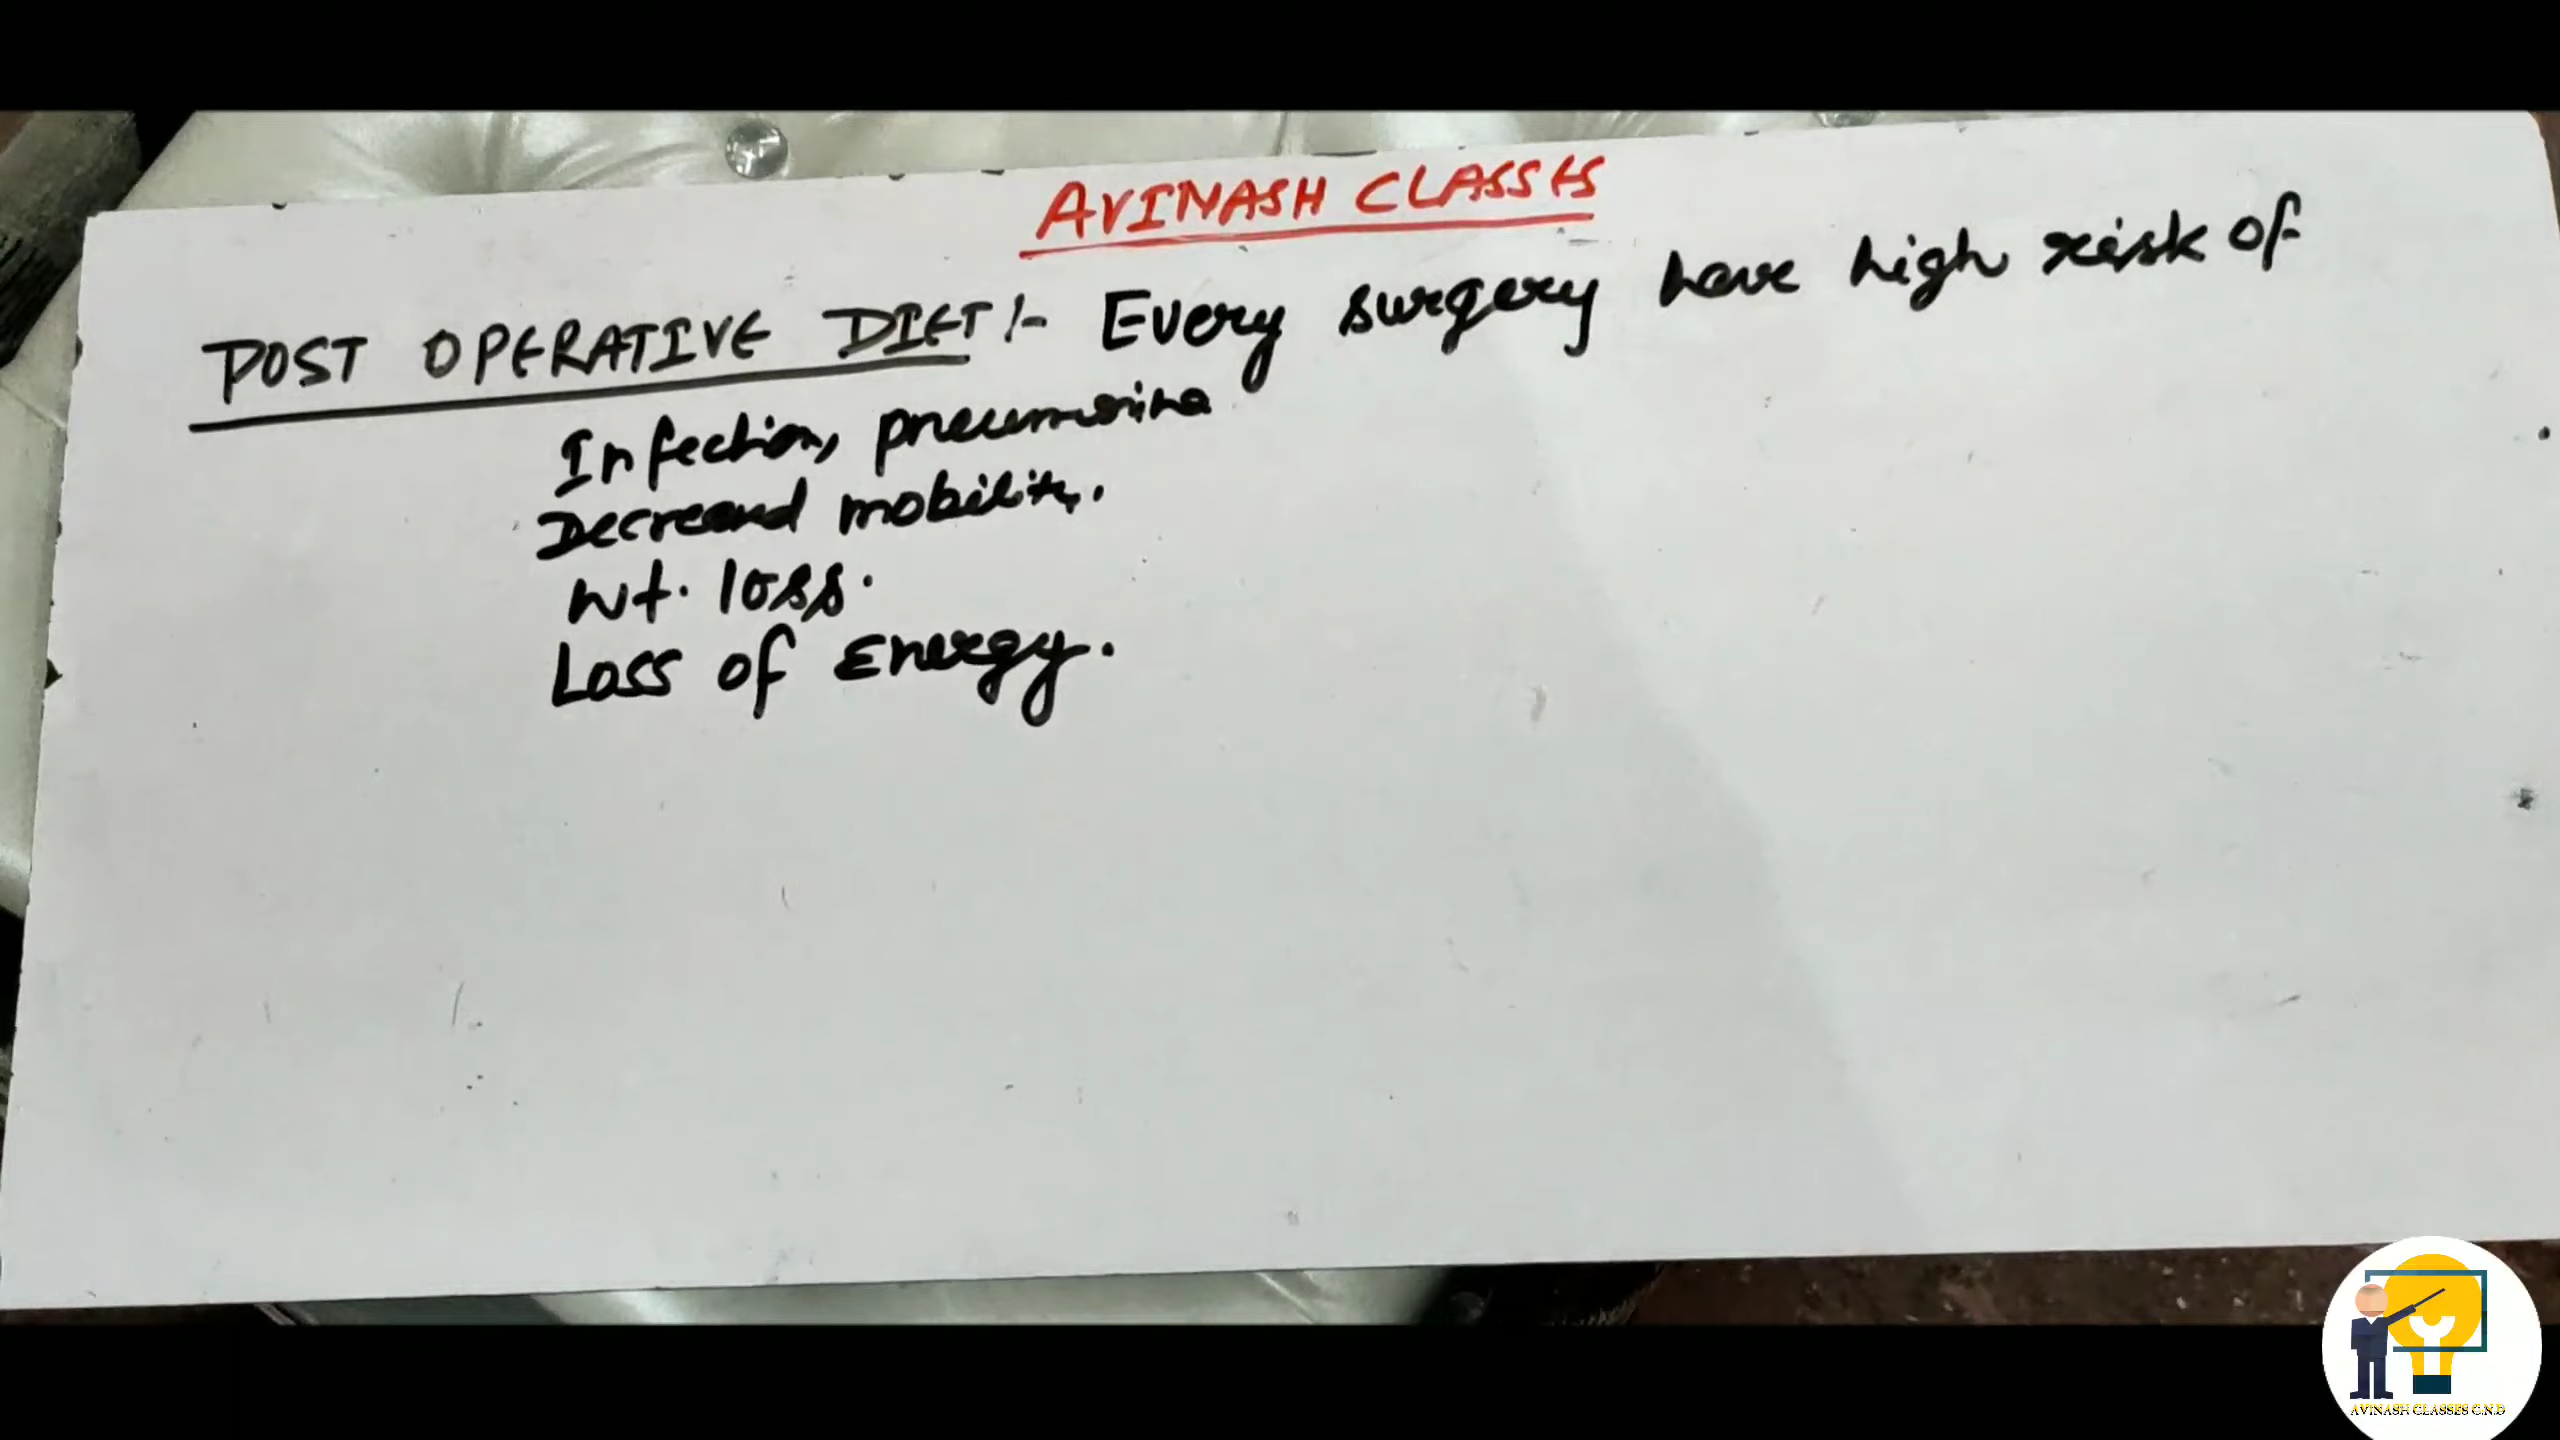 AVINASH CLASSES
POST OPERATIVE DIET :- Every surgery have high risk of
Infection, pneumonina
Decreased mobility.
Wt. loss.
Loss of Energy.
AVINASH CLASSES C.N.D